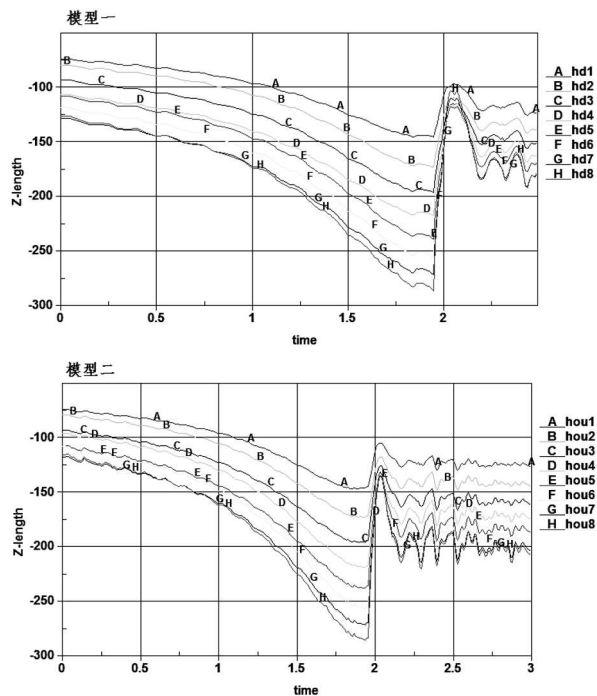 模型一
-100
-150
-200
-250
-300
Z-length
0
0.5
1
1.5
2
time
A hd1
B hd2
C hd3
D hd4
E hd5
F hd6
G hd7
H hd8
模型二
-100
-150
-200
-250
-300
Z-length
0
0.5
1
1.5
2
2.5
3
time
A hou1
B hou2
C hou3
D hou4
E hou5
F hou6
G hou7
H hou8